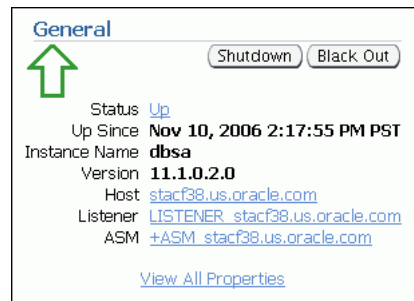 General
Shutdown Black Out
Status Up
Up Since Nov 10, 2006 2:17:55 PM PST
Instance Name dbsa
Version 11.1.0.2.0
Host stacf38.us.oracle.com
Listener LISTENER_stacf38.us.oracle.com
ASM +ASM_stacf38.us.oracle.com
View All Properties